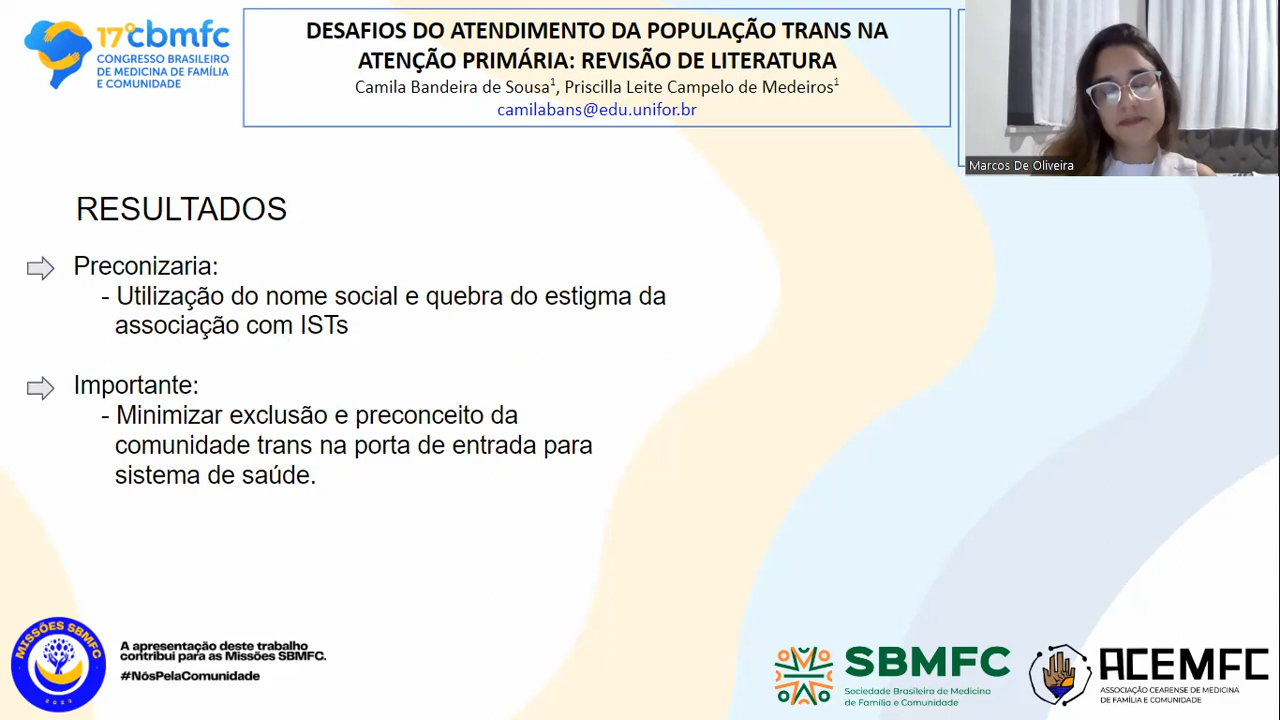 17º cbmfc
CONGRESSO BRASILEIRO
DE MEDICINA DE FAMÍLIA
E COMUNIDADE
DESAFIOS DO ATENDIMENTO DA POPULAÇÃO TRANS NA
ATENÇÃO PRIMÁRIA: REVISÃO DE LITERATURA
Camila Bandeira de Sousa¹, Priscilla Leite Campelo de Medeiros¹
camilabans@edu.unifor.br
Marcos De Oliveira
RESULTADOS
Preconizaria:
- Utilização do nome social e quebra do estigma da
associação com ISTs
Importante:
- Minimizar exclusão e preconceito da
comunidade trans na porta de entrada para
sistema de saúde.
MISSÕES SBMFC
A apresentação deste trabalho
contribui para as Missões SBMFC.
#NósPelaComunidade
SBMFC
Sociedade Brasileira de Medicina
de Família e Comunidade
ACEMFC
ASSOCIAÇÃO CEARENSE DE MEDICINA
DE FAMÍLIA E COMUNIDADE